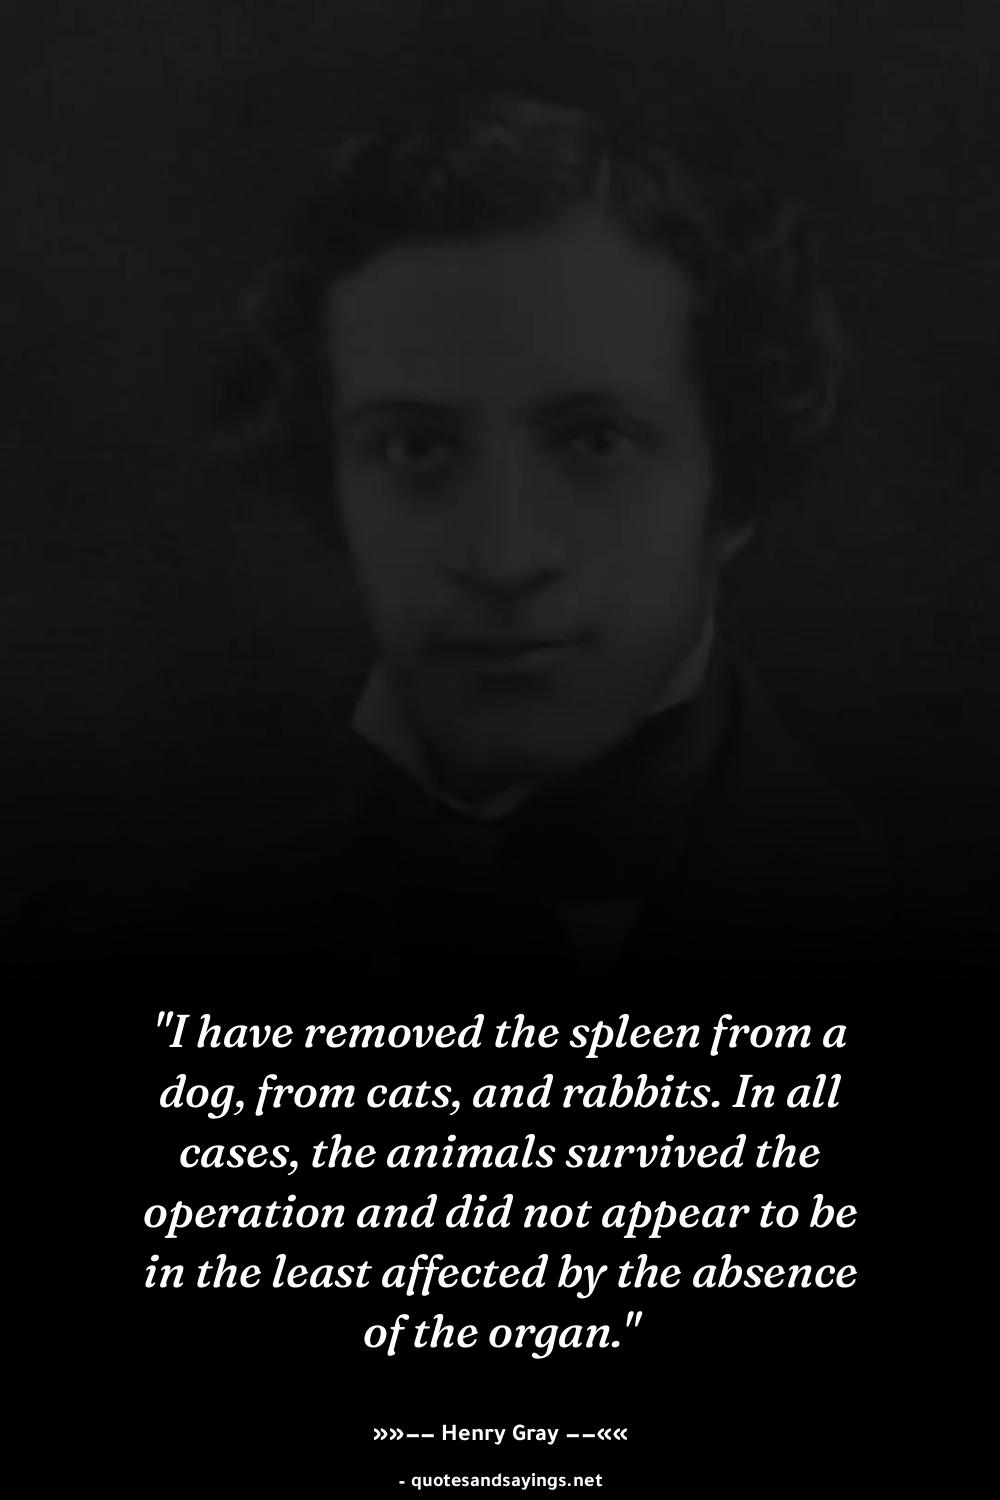 "I have removed the spleen from a
dog, from cats, and rabbits. In all
cases, the animals survived the
operation and did not appear to be
in the least affected by the absence
of the organ."
»»–– Henry Gray ––««
- quotesandsayings.net